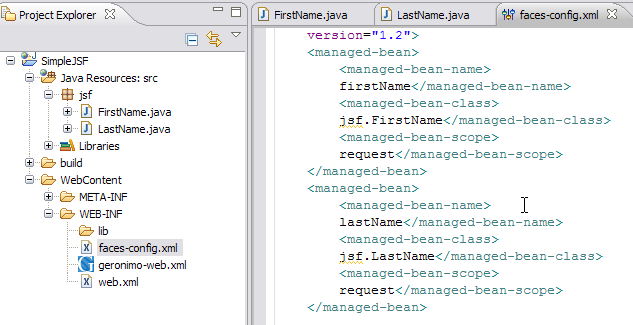 Project Explorer
SimpleJSF
Java Resources: src
jsf
FirstName.java
LastName.java
Libraries
build
WebContent
META-INF
WEB-INF
lib
faces-config.xml
geronimo-web.xml
web.xml
FirstName.java
LastName.java
faces-config.xml
version="1.2">
<managed-bean>
<managed-bean-name>
firstName</managed-bean-name>
<managed-bean-class>
jsf.FirstName</managed-bean-class>
<managed-bean-scope>
request</managed-bean-scope>
</managed-bean>
<managed-bean>
<managed-bean-name>
lastName</managed-bean-name>
<managed-bean-class>
jsf.LastName</managed-bean-class>
<managed-bean-scope>
request</managed-bean-scope>
</managed-bean>